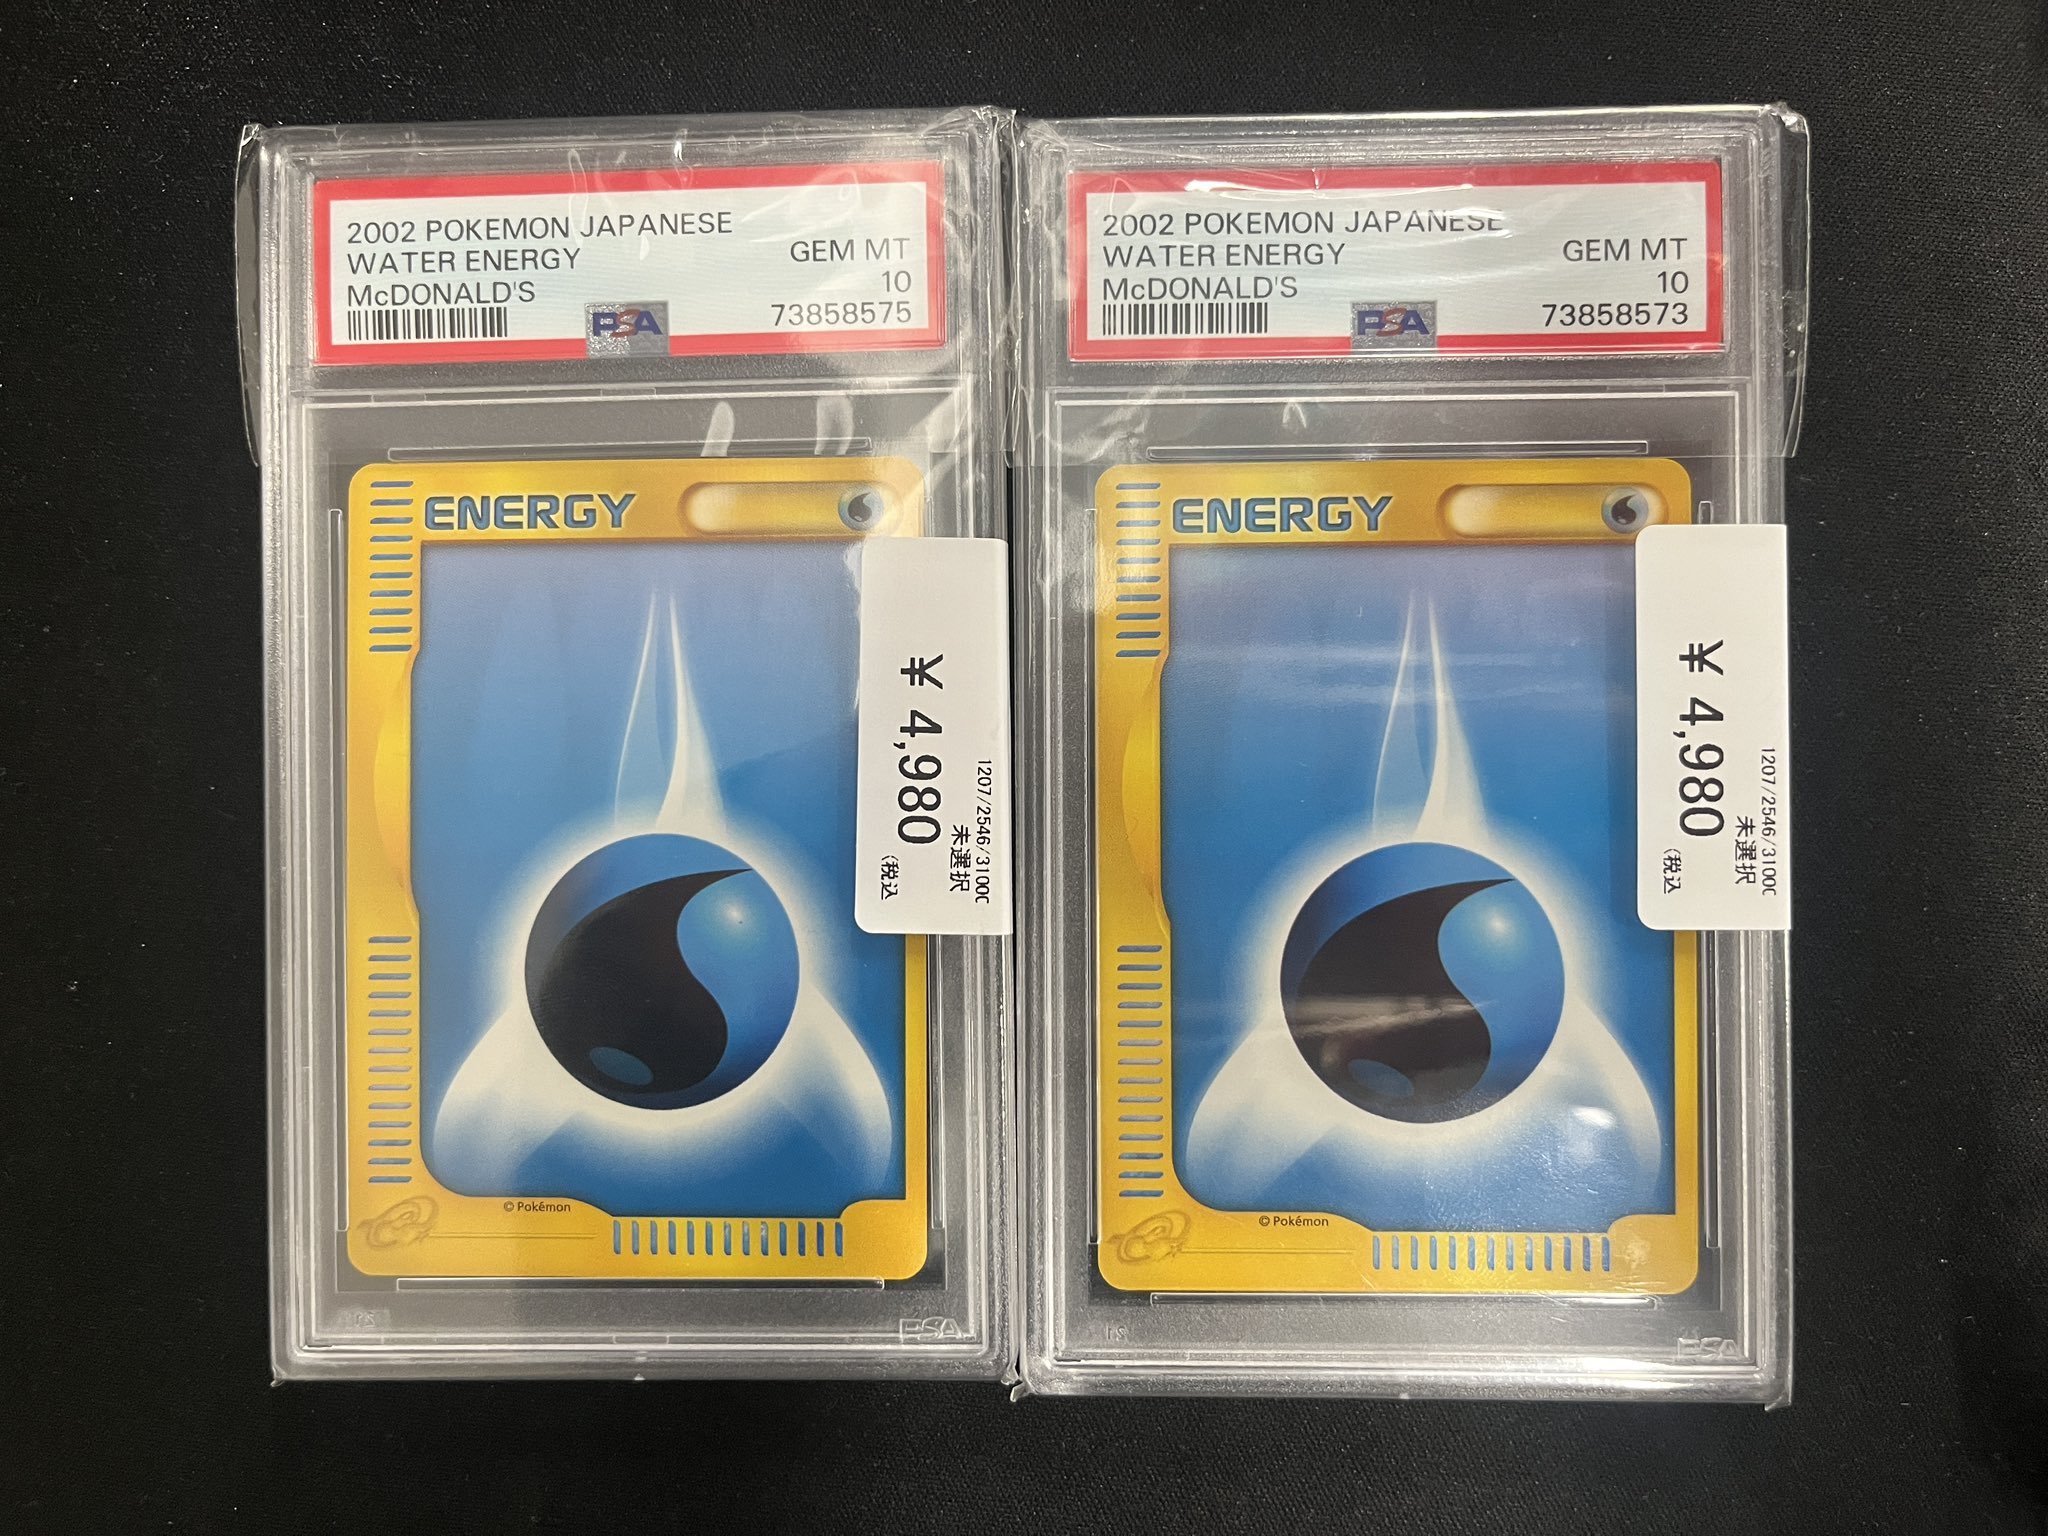 2002 POKEMON JAPANESE
WATER ENERGY GEM MT
McDONALD'S 10
PSA 73858575
ENERGY
¥ 4,980
(税込
1207/2546/3100
未選択
© Pokémon
PSA
2002 POKEMON JAPANESE
WATER ENERGY GEM MT
McDONALD'S 10
PSA 73858573
ENERGY
¥ 4,980
(税込
1207/2546/3100
未選択
© Pokémon
PSA